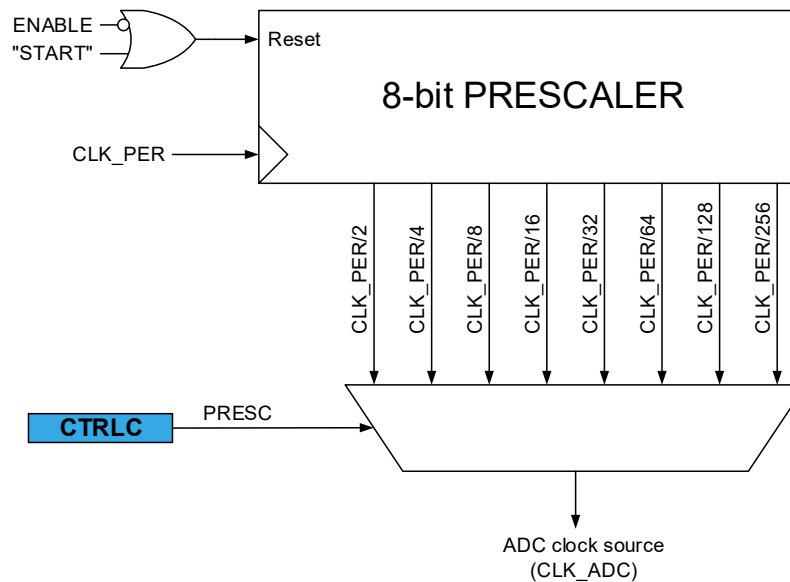 ENABLE
"START"
Reset
8-bit PRESCALER
CLK_PER
CLK_PER/2
CLK_PER/4
CLK_PER/8
CLK_PER/16
CLK_PER/32
CLK_PER/64
CLK_PER/128
CLK_PER/256
CTRLC
PRESC
ADC clock source
(CLK_ADC)